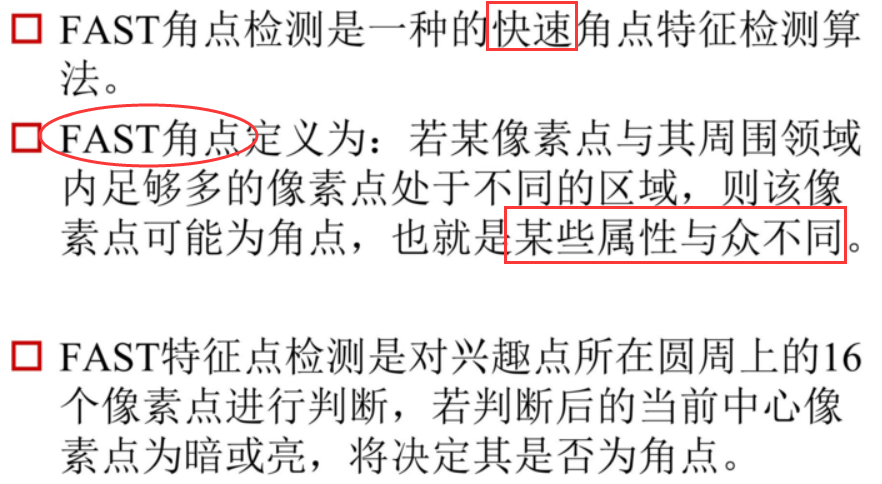 FAST角点检测是一种的快速角点特征检测算
法。
FAST角点定义为：若某像素点与其周围领域
内足够多的像素点处于不同的区域，则该像
素点可能为角点，也就是某些属性与众不同。
FAST特征点检测是对兴趣点所在圆周上的16
个像素点进行判断，若判断后的当前中心像
素点为暗或亮，将决定其是否为角点。